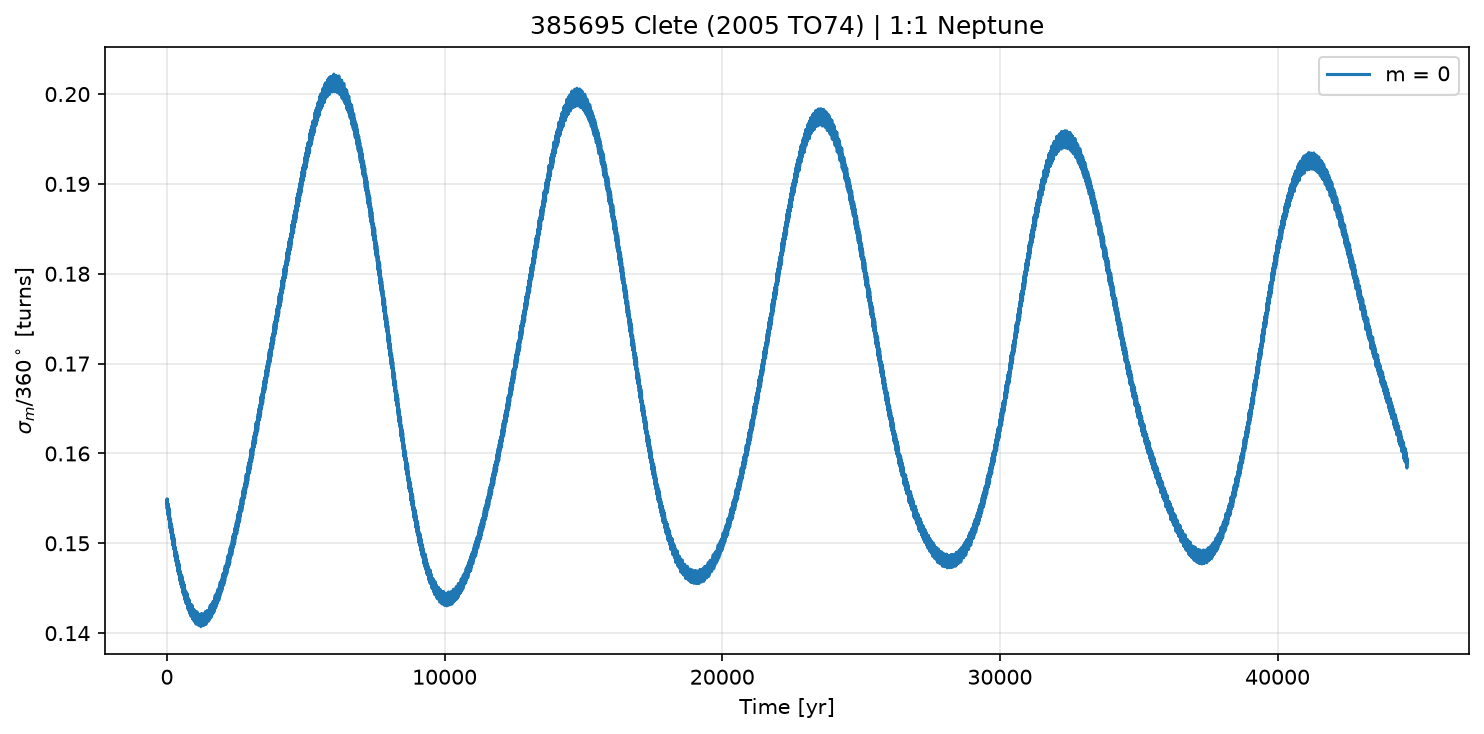 385695 Clete (2005 TO74) | 1:1 Neptune
m = 0
σₘ/360° [turns]
0.20
0.19
0.18
0.17
0.16
0.15
0.14
0 10000 20000 30000 40000
Time [yr]